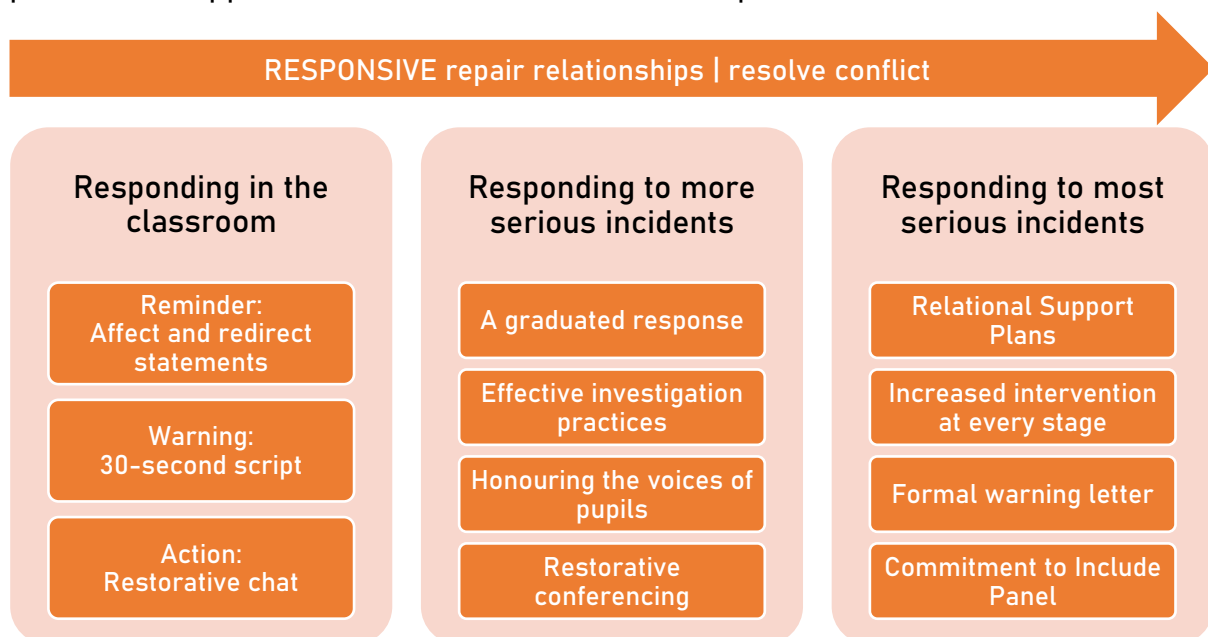 RESPONSIVE repair relationships | resolve conflict
Responding in the
classroom
Reminder:
Affect and redirect
statements
Warning:
30-second script
Action:
Restorative chat
Responding to more
serious incidents
A graduated response
Effective investigation
practices
Honouring the voices of
pupils
Restorative
conferencing
Responding to most
serious incidents
Relational Support
Plans
Increased intervention
at every stage
Formal warning letter
Commitment to Include
Panel